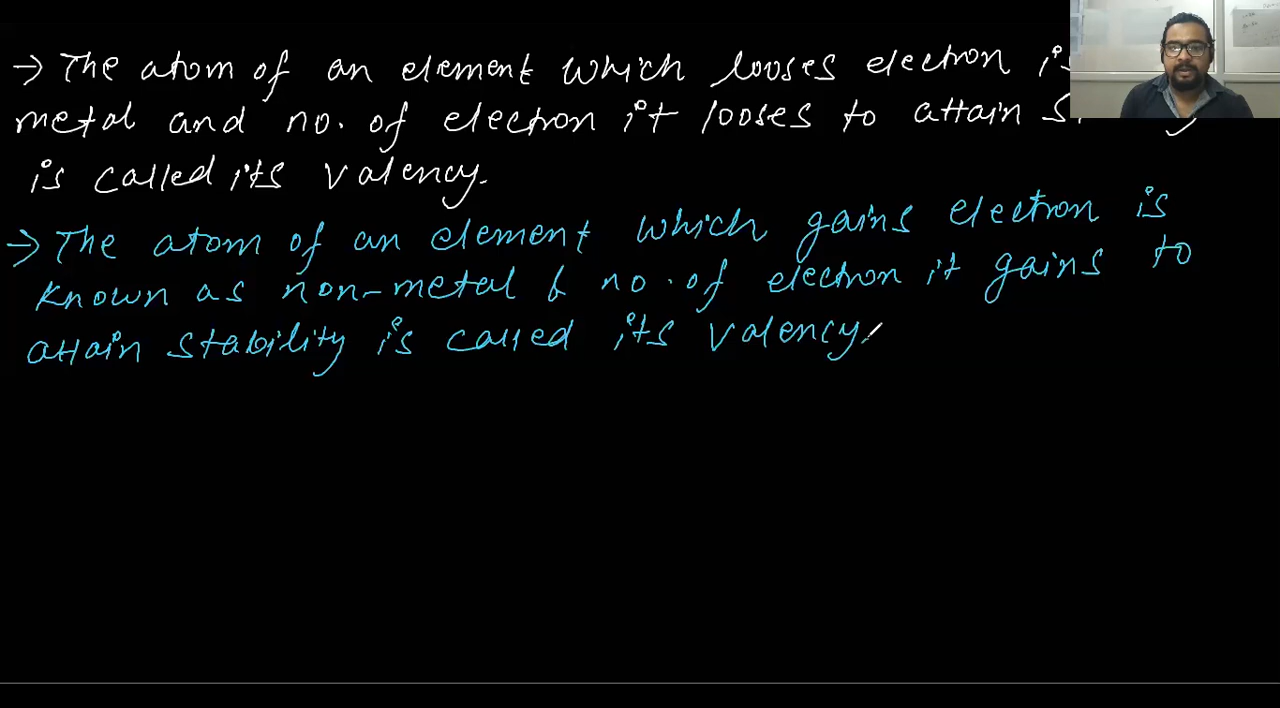 → The atom of an element which looses electron is
metal and no. of electron it looses to attain
is called its valency.
→ The atom of an element which gains electron is
known as non-metal & no. of electron it gains to
attain stability is called its valency.